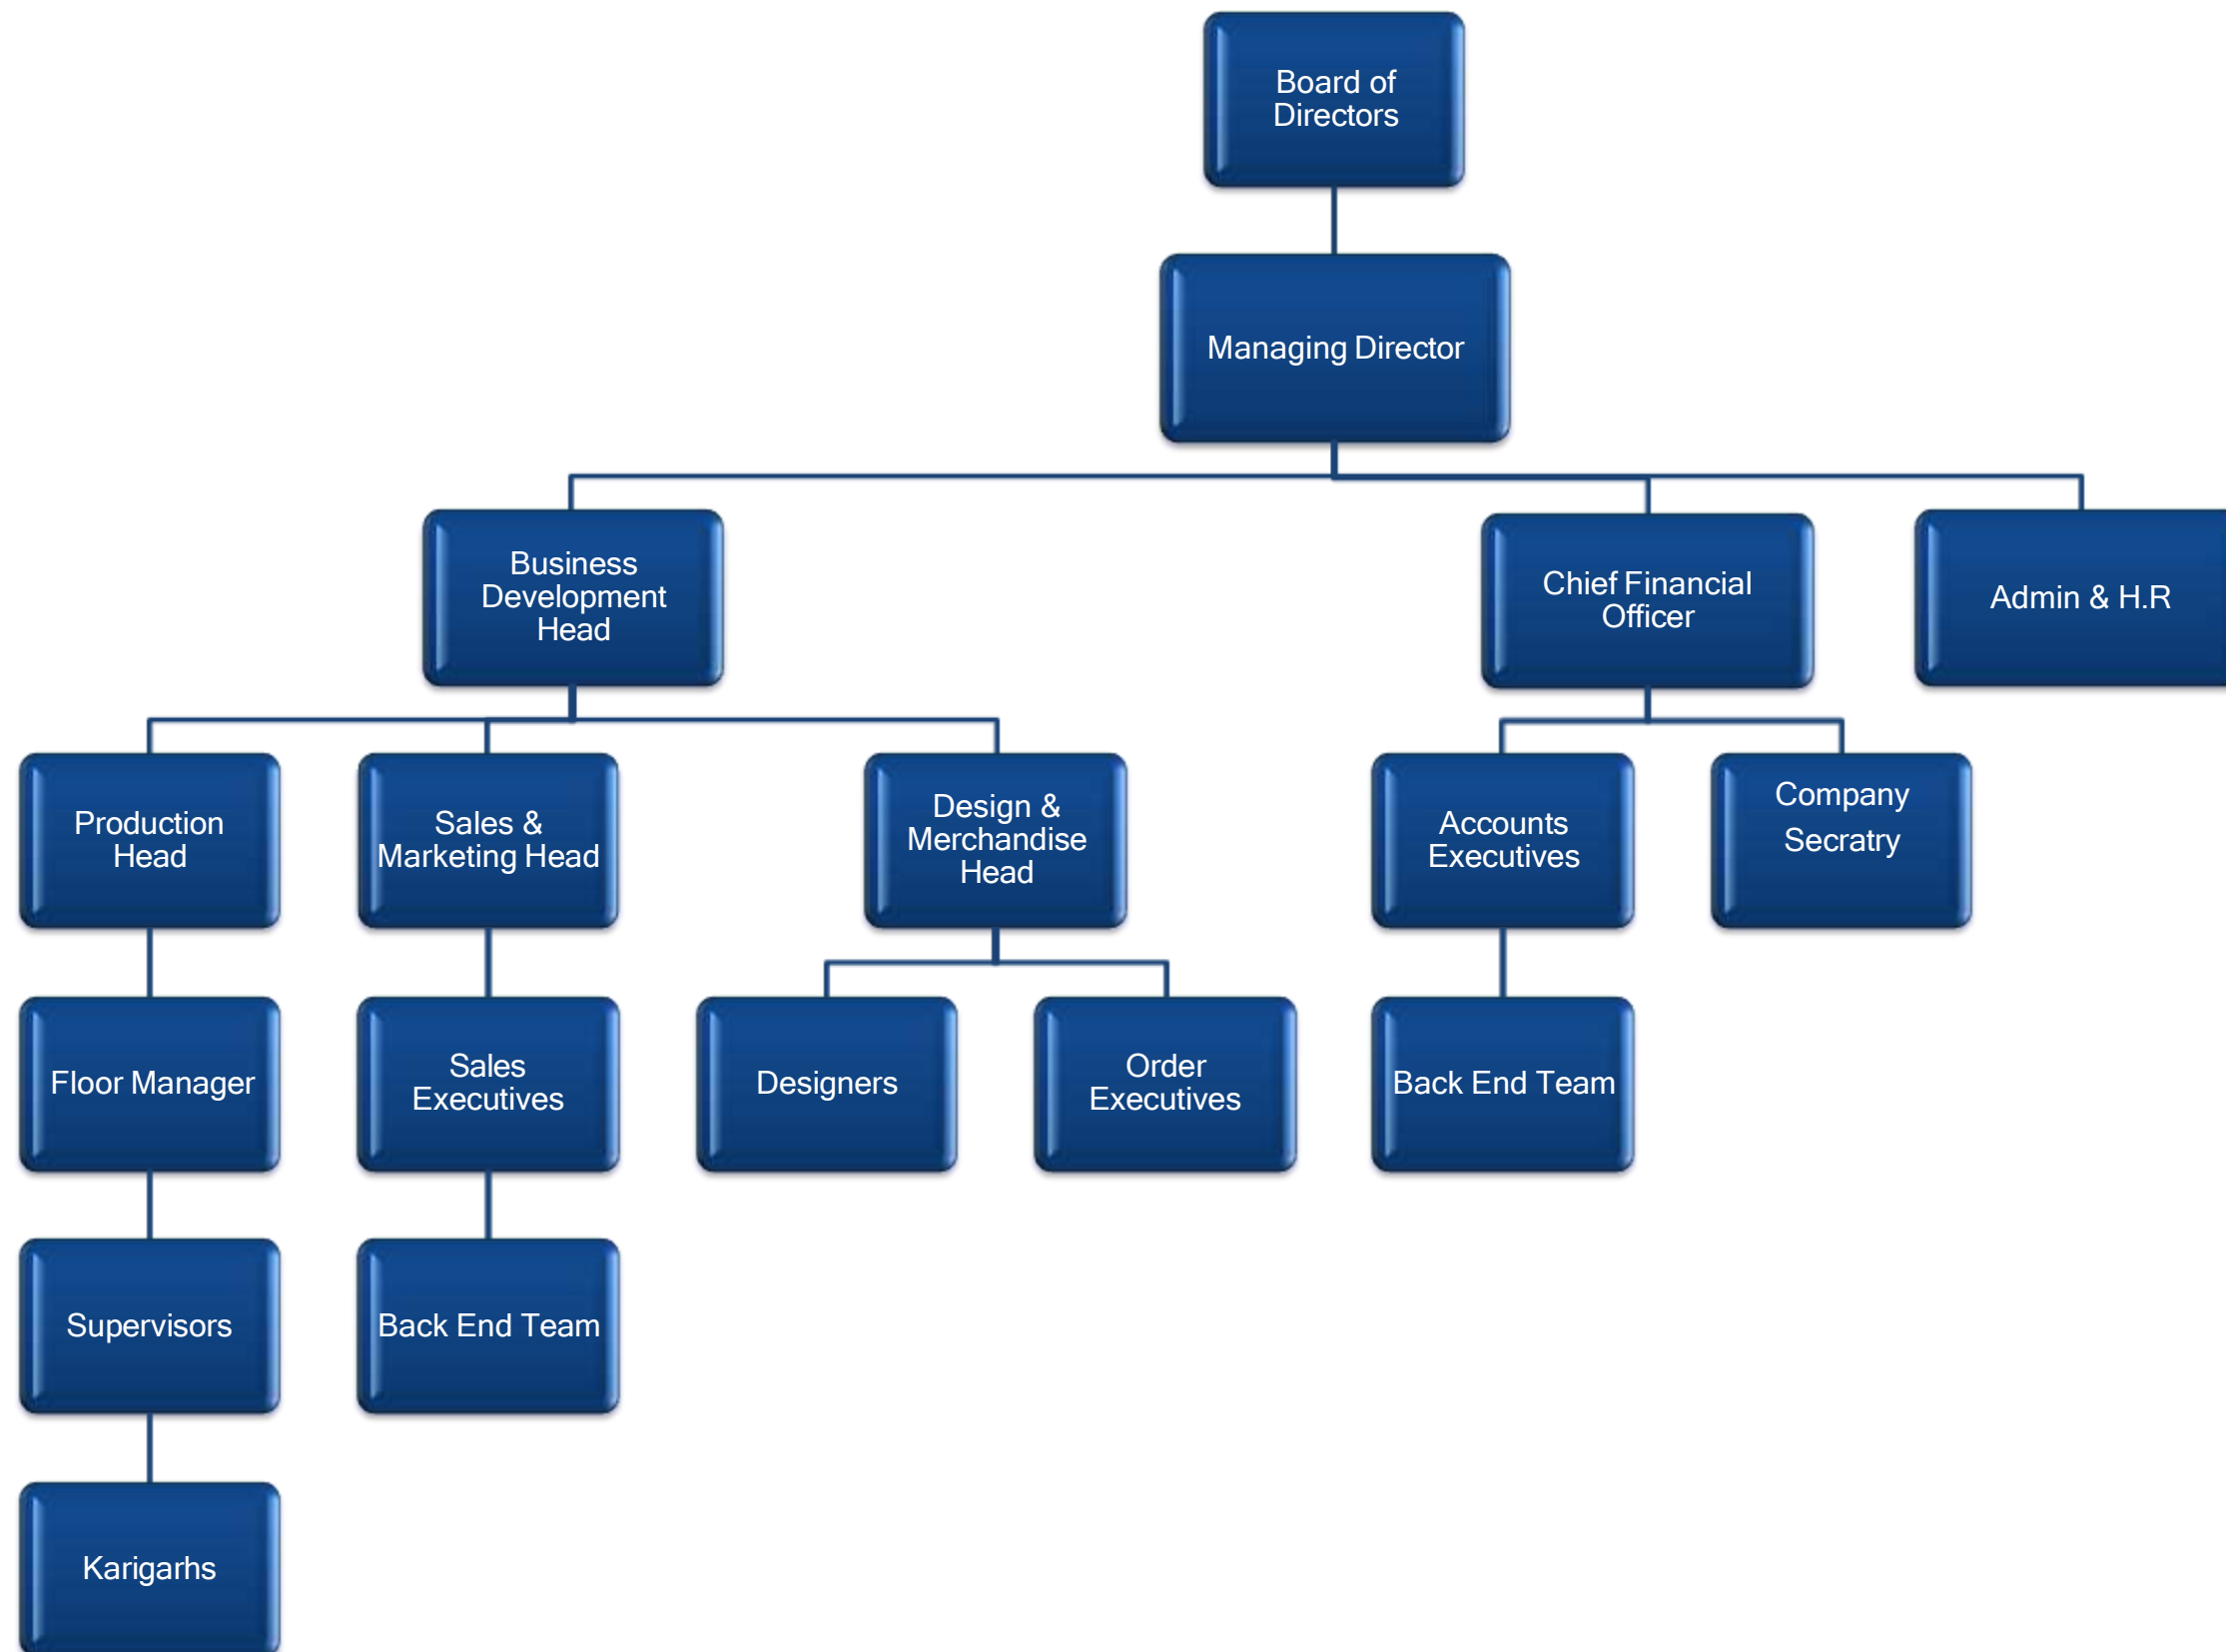 Board of
Directors
Managing Director
Business
Development
Head
Chief Financial
Officer
Admin & H.R
Production
Head
Sales &
Marketing Head
Design &
Merchandise
Head
Accounts
Executives
Company
Secratry
Floor Manager
Sales
Executives
Designers
Order
Executives
Back End Team
Supervisors
Back End Team
Karigarhs